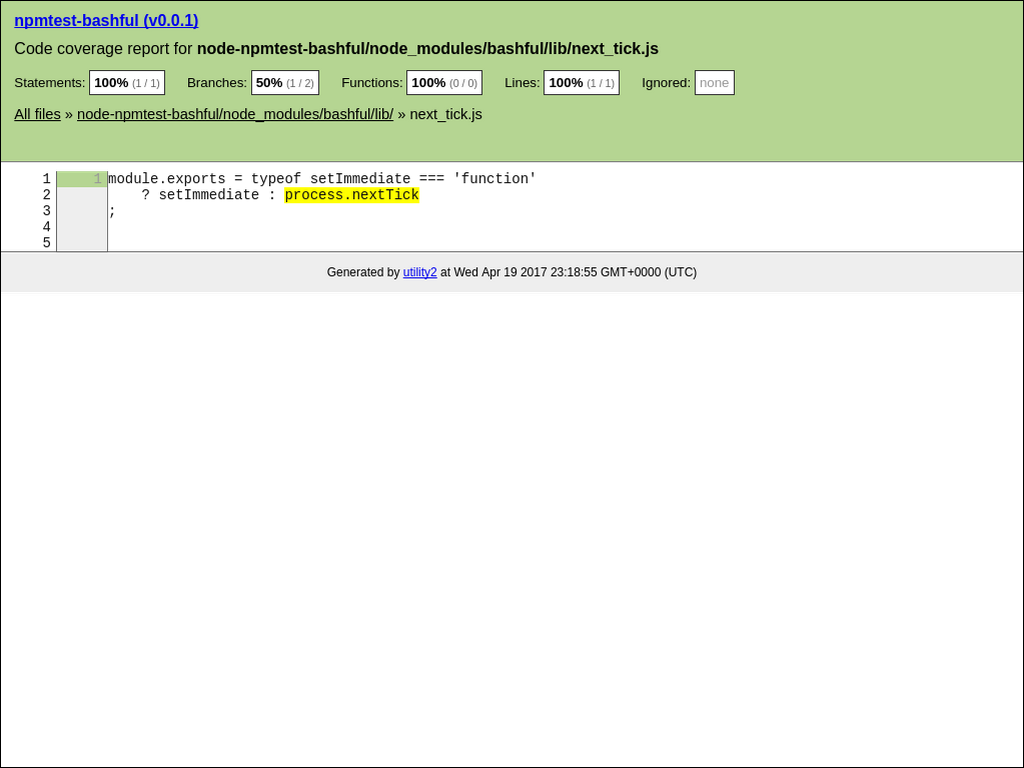 npmtest-bashful (v0.0.1)
Code coverage report for node-npmtest-bashful/node_modules/bashful/lib/next_tick.js
Statements: 100% (1 / 1) Branches: 50% (1 / 2) Functions: 100% (0 / 0) Lines: 100% (1 / 1) Ignored: none
All files » node-npmtest-bashful/node_modules/bashful/lib/ » next_tick.js
1 1 module.exports = typeof setImmediate === 'function'
2 ? setImmediate : process.nextTick
3 ;
4
5
Generated by utility2 at Wed Apr 19 2017 23:18:55 GMT+0000 (UTC)